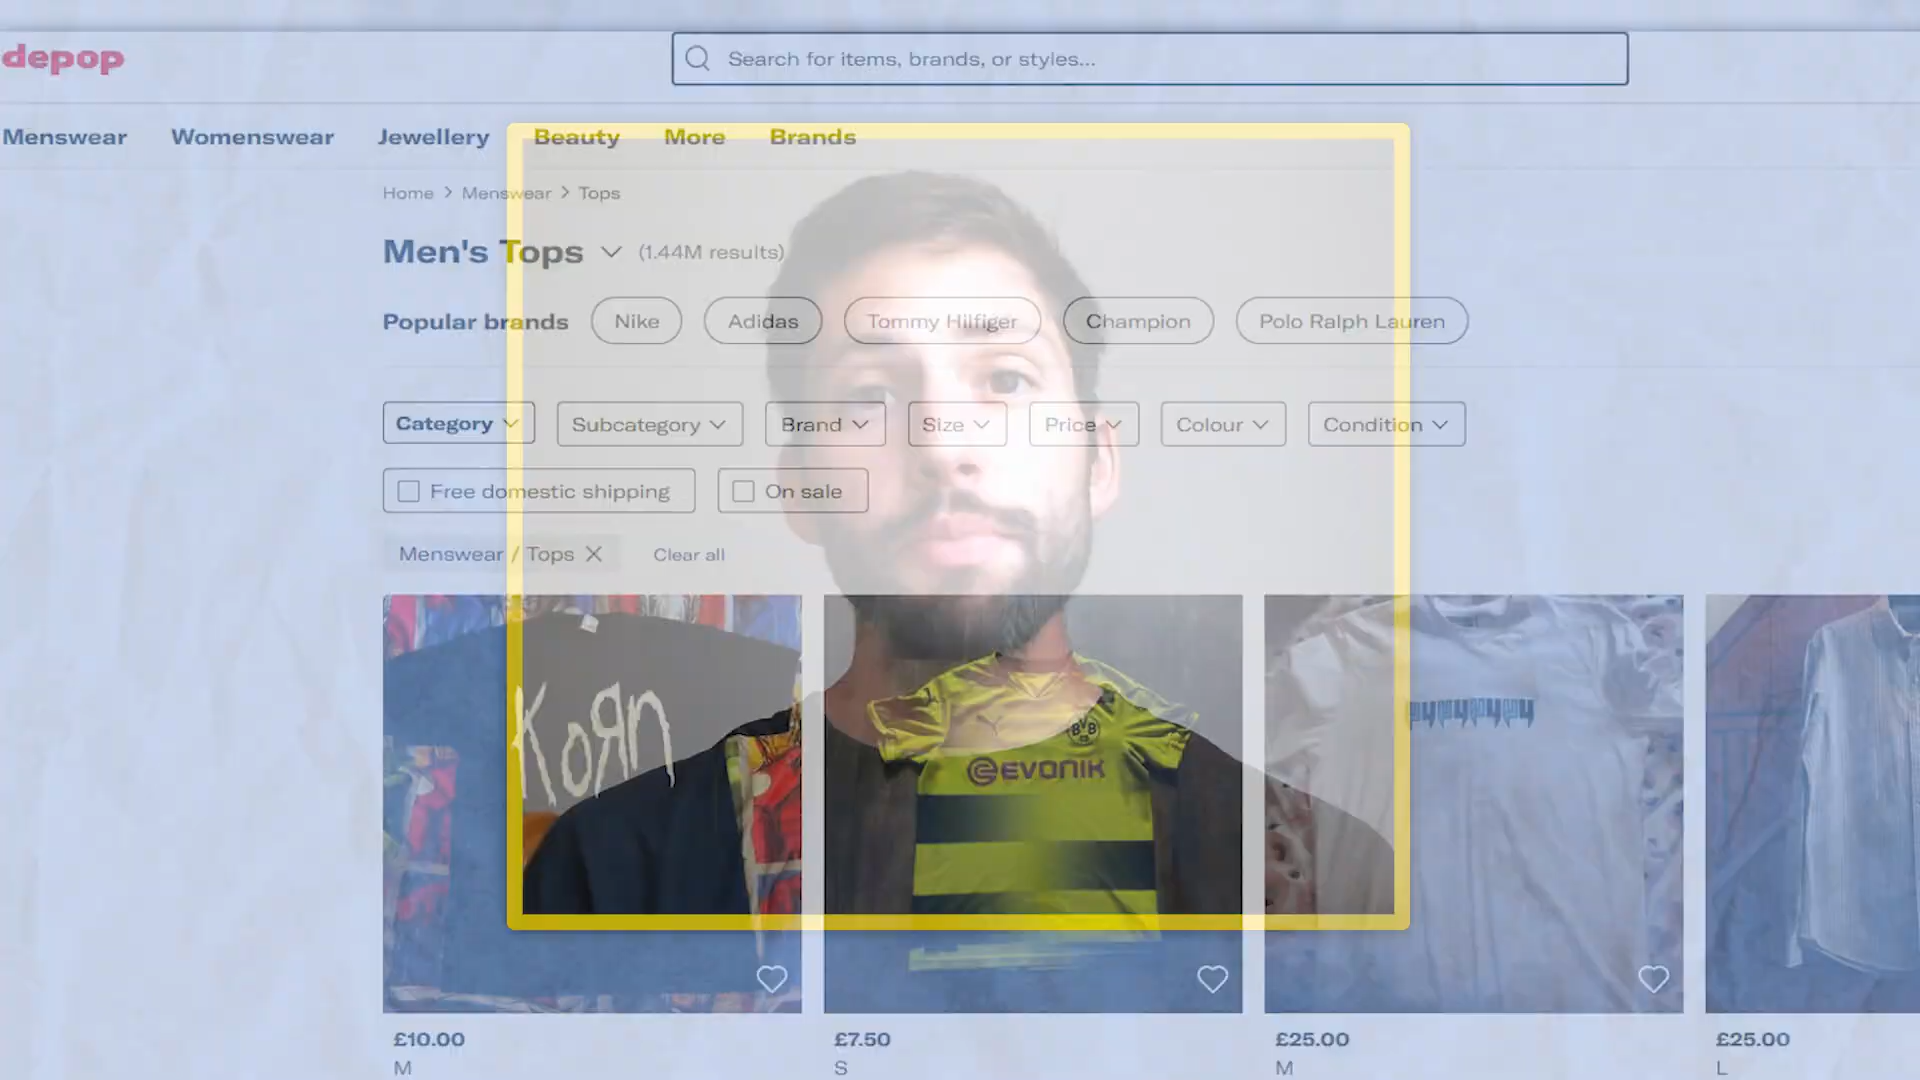 depop
Search for items, brands, or styles...
Menswear Womenswear Jewellery Beauty More Brands
Home > Menswear > Tops
Men's Tops (1.44M results)
Popular brands Nike Adidas Tommy Hilfiger Champion Polo Ralph Lauren
Category Subcategory Brand Size Price Colour Condition
Free domestic shipping On sale
Menswear / Tops Clear all
KoRn
BVB
EVONIK
£10.00 £7.50 £25.00 £25.00
M S M L